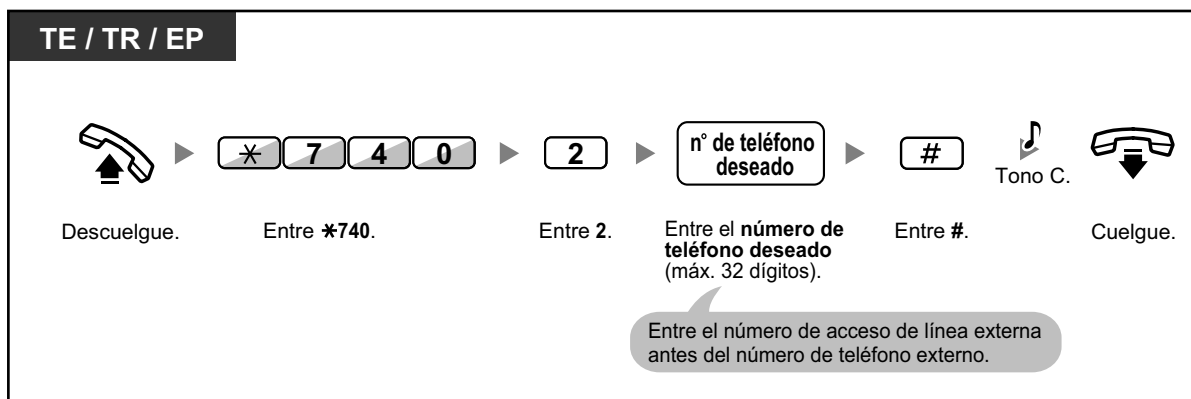 TE / TR / EP
✳ 7 4 0
2
n° de teléfono
deseado
#
Tono C.
Descuelgue.
Entre ✳740.
Entre 2.
Entre el número de
teléfono deseado
(máx. 32 dígitos).
Entre #.
Cuelgue.
Entre el número de acceso de línea externa
antes del número de teléfono externo.